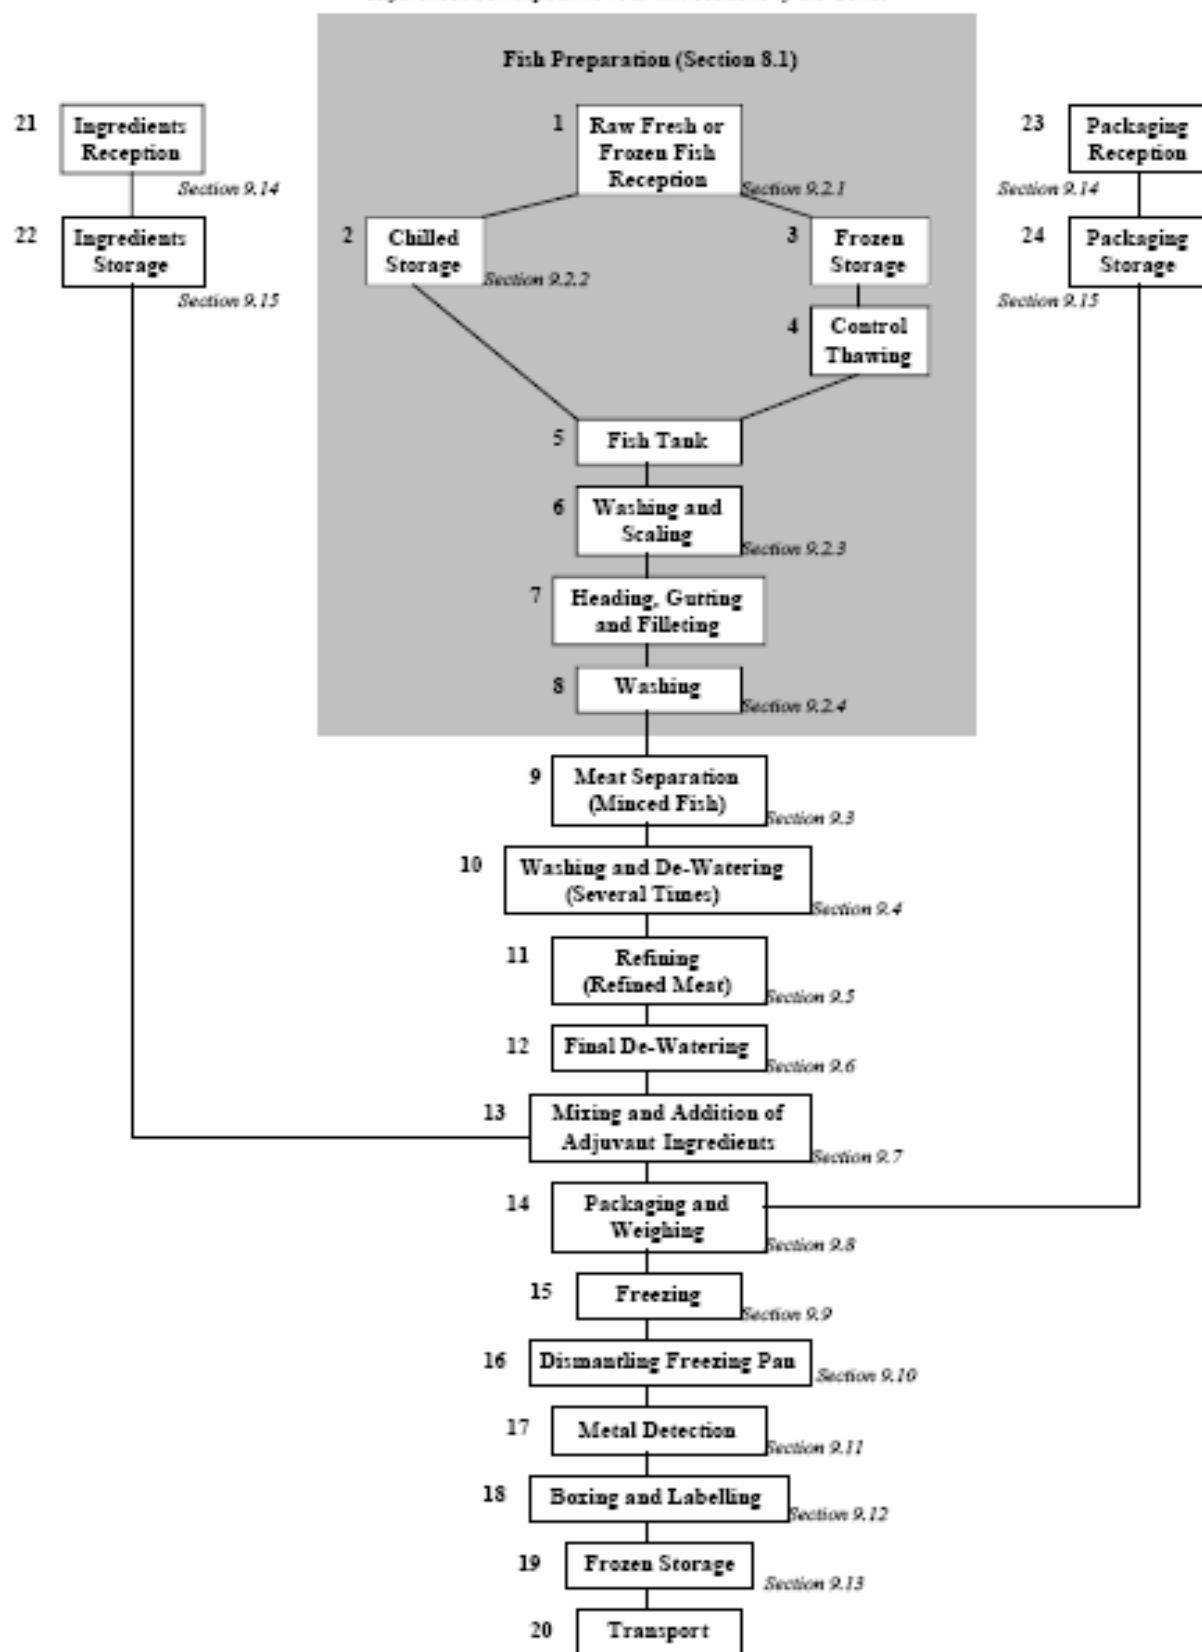 Fish Preparation (Section 8.1)
21
Ingredients
Reception
Section 9.14
1
Raw Fresh or
Frozen Fish
Reception
Section 9.2.1
23
Packaging
Reception
Section 9.14
22
Ingredients
Storage
Section 9.15
2
Chilled
Storage
Section 9.2.2
3
Frozen
Storage
24
Packaging
Storage
Section 9.15
4
Control
Thawing
5
Fish Tank
6
Washing and
Scaling
Section 9.2.3
7
Heading, Gutting
and Filleting
8
Washing
Section 9.2.4
9
Meat Separation
(Minced Fish)
Section 9.3
10
Washing and De-Watering
(Several Times)
Section 9.4
11
Refining
(Refined Meat)
Section 9.5
12
Final De-Watering
Section 9.6
13
Mixing and Addition of
Adjuvant Ingredients
Section 9.7
14
Packaging and
Weighing
Section 9.8
15
Freezing
Section 9.9
16
Dismantling Freezing Pan
Section 9.10
17
Metal Detection
Section 9.11
18
Boxing and Labelling
Section 9.12
19
Frozen Storage
Section 9.13
20
Transport